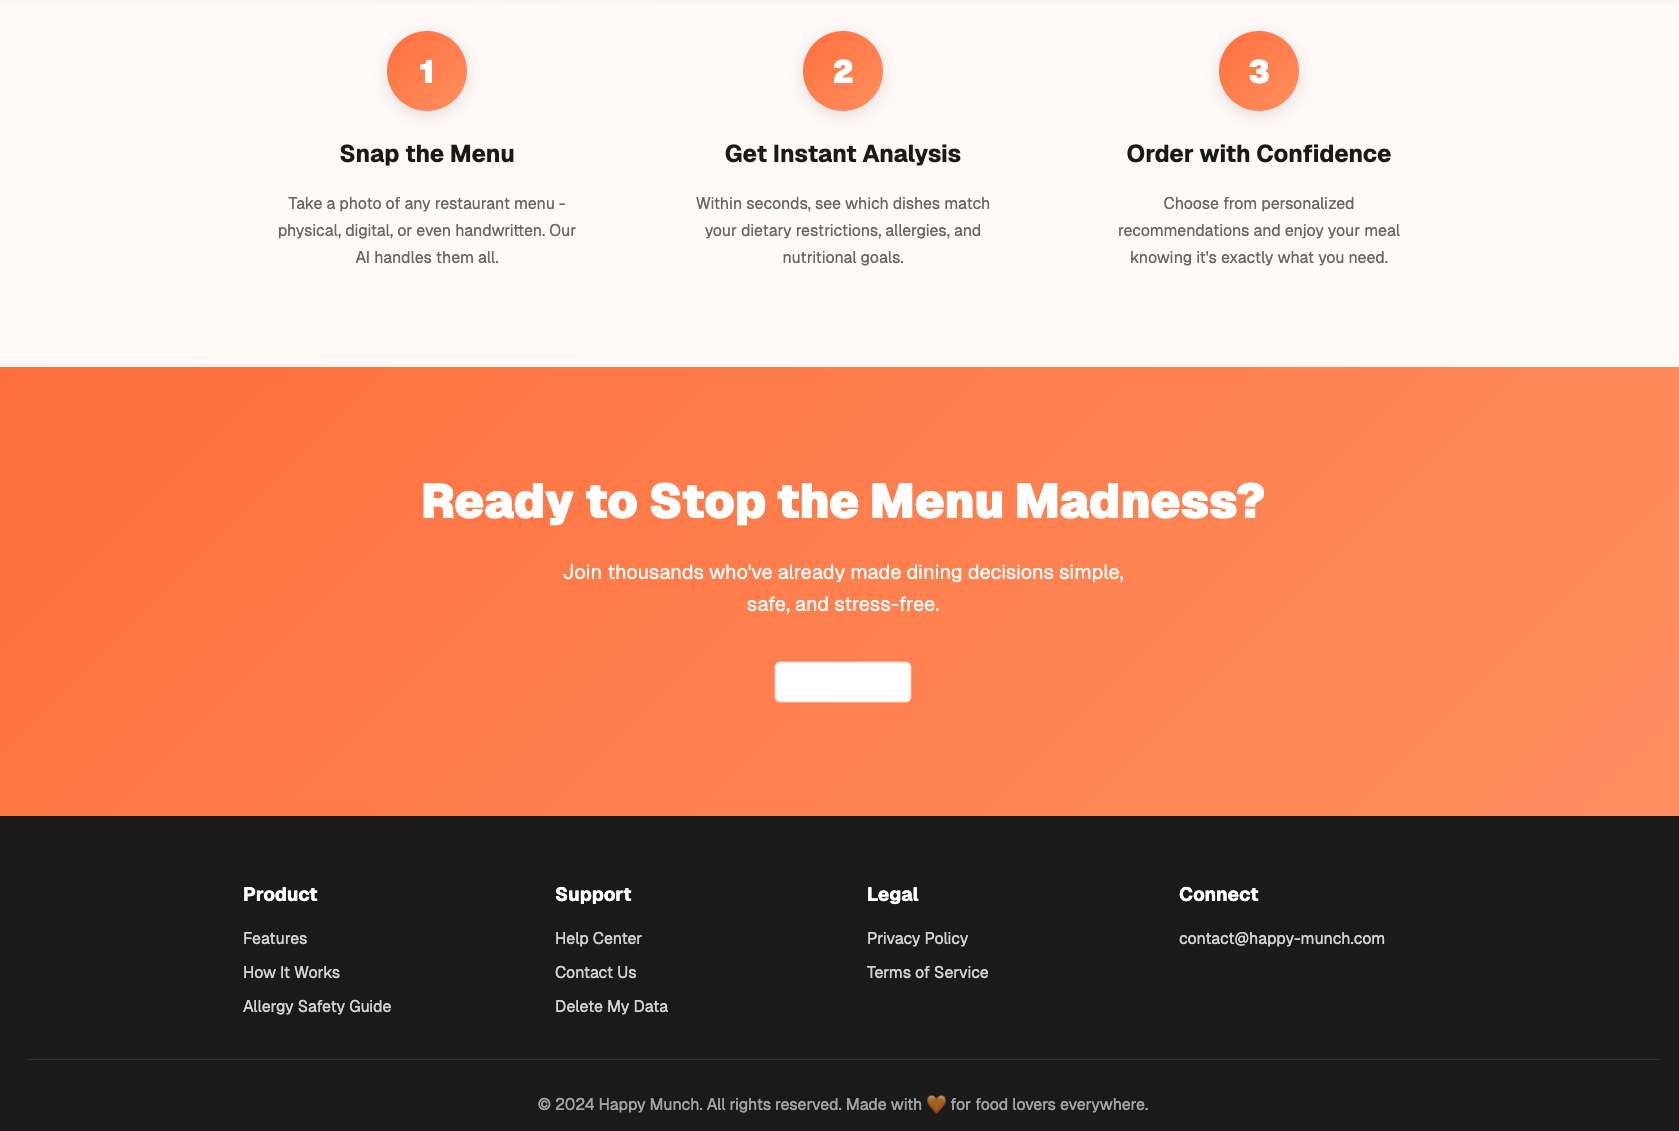 1
Snap the Menu
Take a photo of any restaurant menu -
physical, digital, or even handwritten. Our
AI handles them all.
2
Get Instant Analysis
Within seconds, see which dishes match
your dietary restrictions, allergies, and
nutritional goals.
3
Order with Confidence
Choose from personalized
recommendations and enjoy your meal
knowing it's exactly what you need.
Ready to Stop the Menu Madness?
Join thousands who've already made dining decisions simple,
safe, and stress-free.
Product
Features
How It Works
Allergy Safety Guide
Support
Help Center
Contact Us
Delete My Data
Legal
Privacy Policy
Terms of Service
Connect
contact@happy-munch.com
© 2024 Happy Munch. All rights reserved. Made with 🧡 for food lovers everywhere.